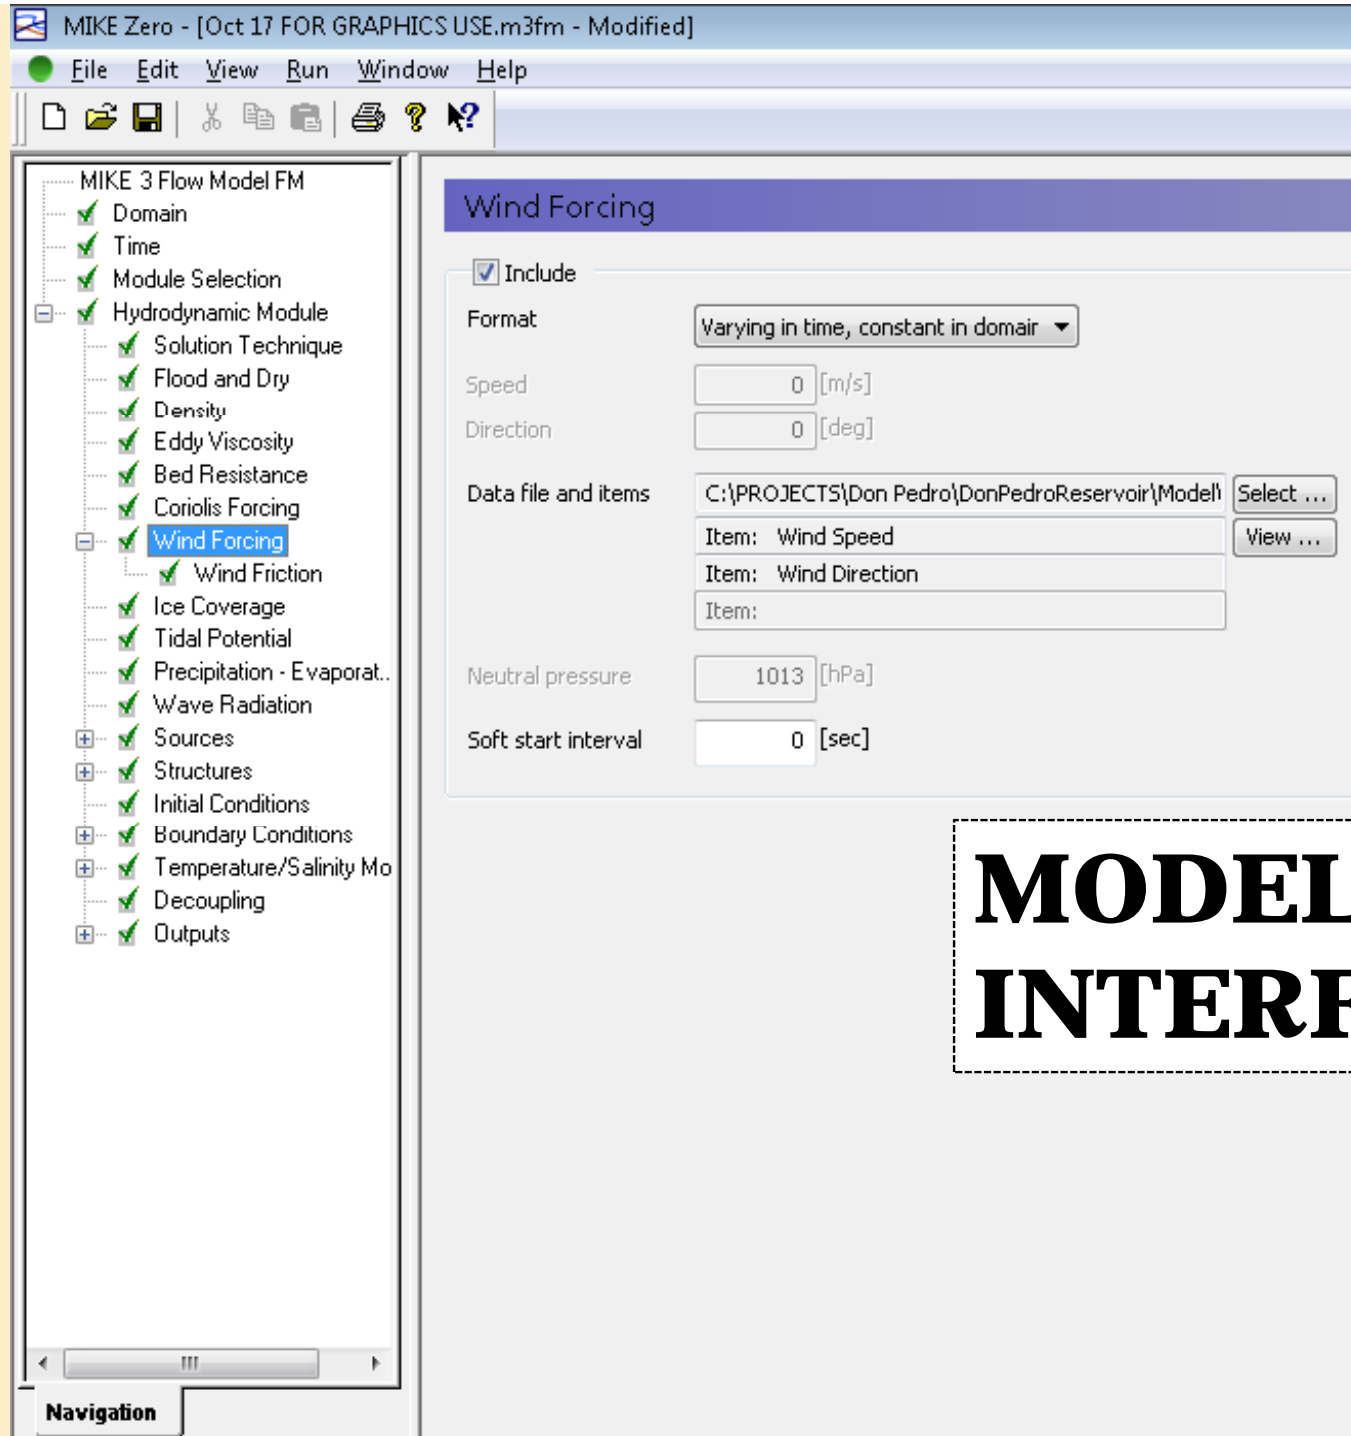 MIKE Zero - [Oct 17 FOR GRAPHICS USE.m3fm - Modified]
File Edit View Run Window Help
MIKE 3 Flow Model FM
Domain
Time
Module Selection
Hydrodynamic Module
Solution Technique
Flood and Dry
Density
Eddy Viscosity
Bed Resistance
Coriolis Forcing
Wind Forcing
Wind Friction
Ice Coverage
Tidal Potential
Precipitation - Evaporat..
Wave Radiation
Sources
Structures
Initial Conditions
Boundary Conditions
Temperature/Salinity Mo
Decoupling
Outputs
Navigation
Wind Forcing
Include
Format Varying in time, constant in domain
Speed 0 [m/s]
Direction 0 [deg]
Data file and items C:\PROJECTS\Don Pedro\DonPedroReservoir\Model\ Select ...
Item: Wind Speed View ...
Item: Wind Direction
Item:
Neutral pressure 1013 [hPa]
Soft start interval 0 [sec]
MODEL
INTERF